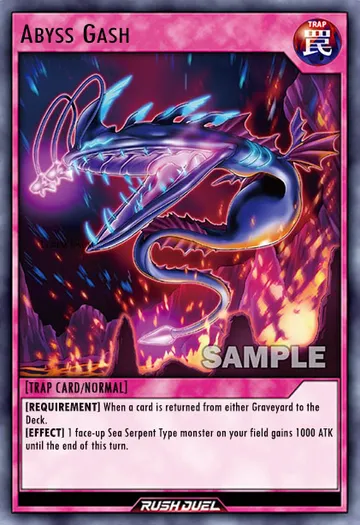 Abyss Gash
TRAP
罠
SAMPLE
[TRAP CARD/NORMAL]
[REQUIREMENT] When a card is returned from either Graveyard to the
Deck.
[EFFECT] 1 face-up Sea Serpent Type monster on your field gains 1000 ATK
until the end of this turn.
RUSH DUEL